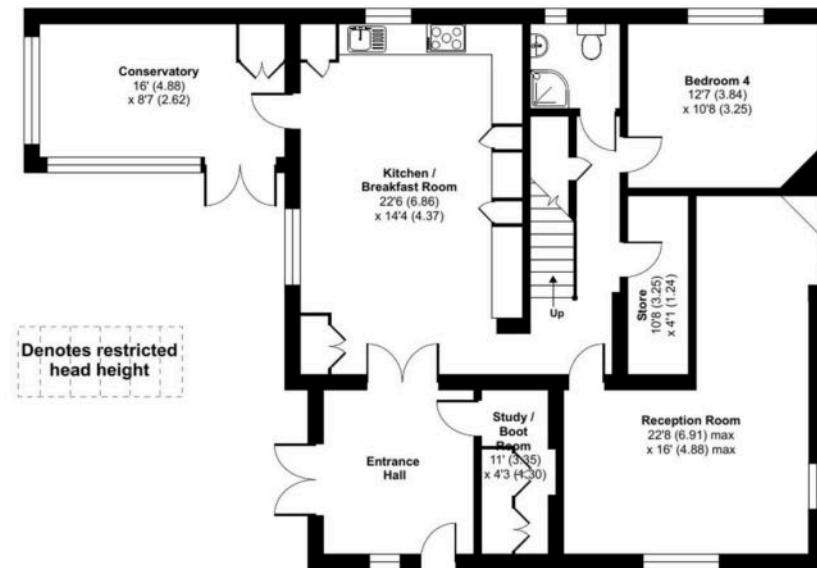 Conservatory
16' (4.88)
x 8'7 (2.62)
Bedroom 4
12'7 (3.84)
x 10'8 (3.25)
Kitchen /
Breakfast Room
22'6 (6.86)
x 14'4 (4.37)
Up
Store
10'8 (3.25)
x 4'1 (1.24)
Denotes restricted
head height
Study /
Boot
Room
11' (3.35)
x 4'3 (1.30)
Reception Room
22'8 (6.91) max
x 16' (4.88) max
Entrance
Hall